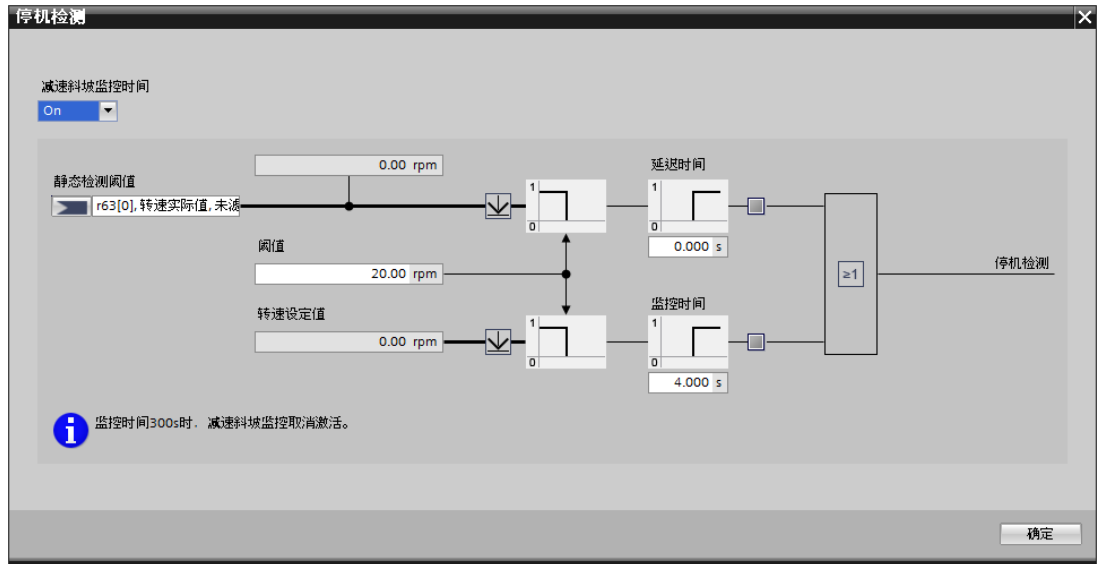 停机检测
减速斜坡监控时间
On
0.00 rpm
延迟时间
静态检测阈值
r63[0], 转速实际值, 未滤
1
0
1
0
0.000 s
阈值
20.00 rpm
≥1
停机检测
转速设定值
监控时间
0.00 rpm
1
0
1
0
4.000 s
监控时间300s时. 减速斜坡监控取消激活。
确定